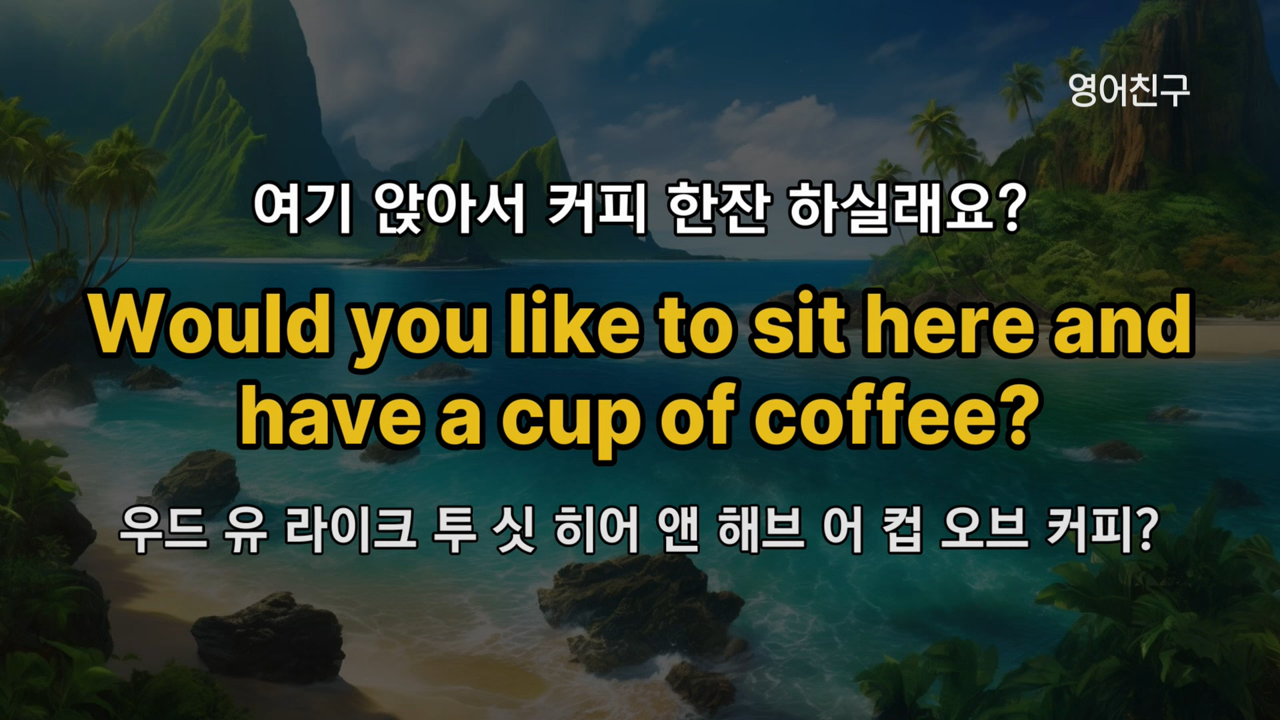 영어친구
여기 앉아서 커피 한잔 하실래요?
Would you like to sit here and
have a cup of coffee?
우드 유 라이크 투 싯 히어 앤 해브 어 컵 오브 커피?